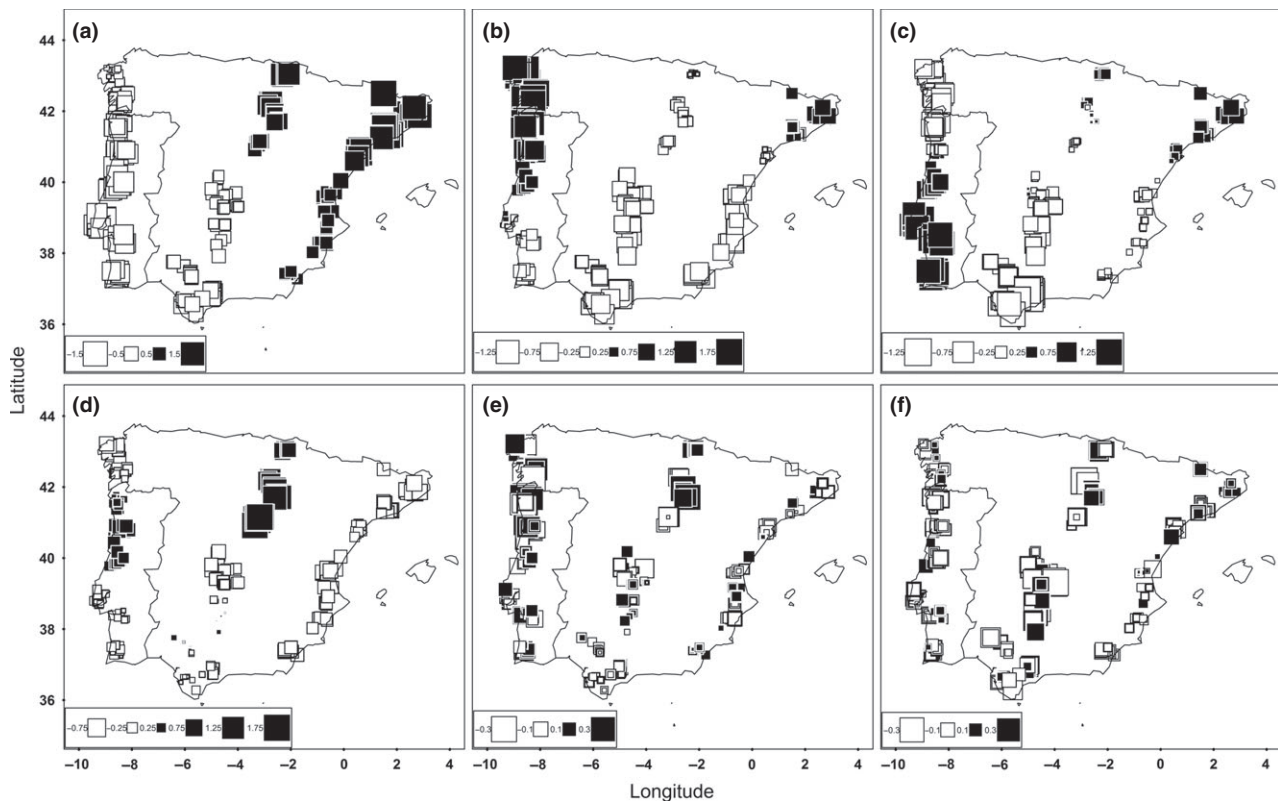 (a)
(b)
(c)
44
42
40
38
36
Latitude
−1.5 −0.5 0.5 1.5
−1.25 −0.75 −0.25 0.25 0.75 1.25 1.75
−1.25 −0.75 −0.25 0.25 0.75 1.25
(d)
(e)
(f)
44
42
40
38
36
−0.75 −0.25 0.25 0.75 1.25 1.75
−0.3 −0.1 0.1 0.3
−0.3 −0.1 0.1 0.3
−10 −8 −6 −4 −2 0 2 4
−10 −8 −6 −4 −2 0 2 4
−10 −8 −6 −4 −2 0 2 4
Longitude